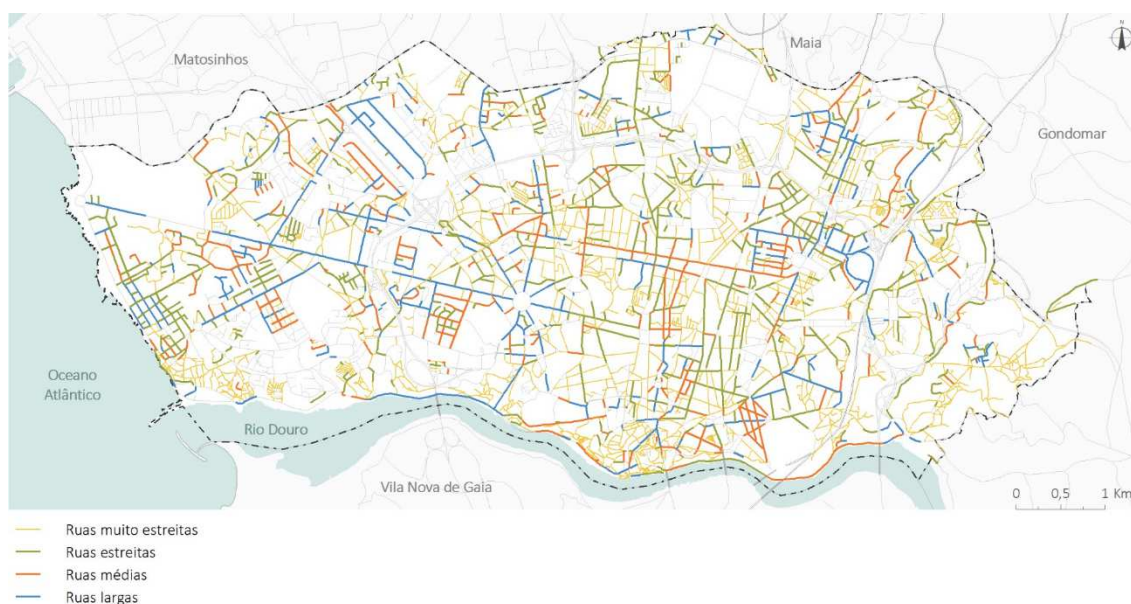 N
Matosinhos
Maia
Gondomar
Oceano
Atlântico
Rio Douro
Vila Nova de Gaia
0 0,5 1 Km
Ruas muito estreitas
Ruas estreitas
Ruas médias
Ruas largas